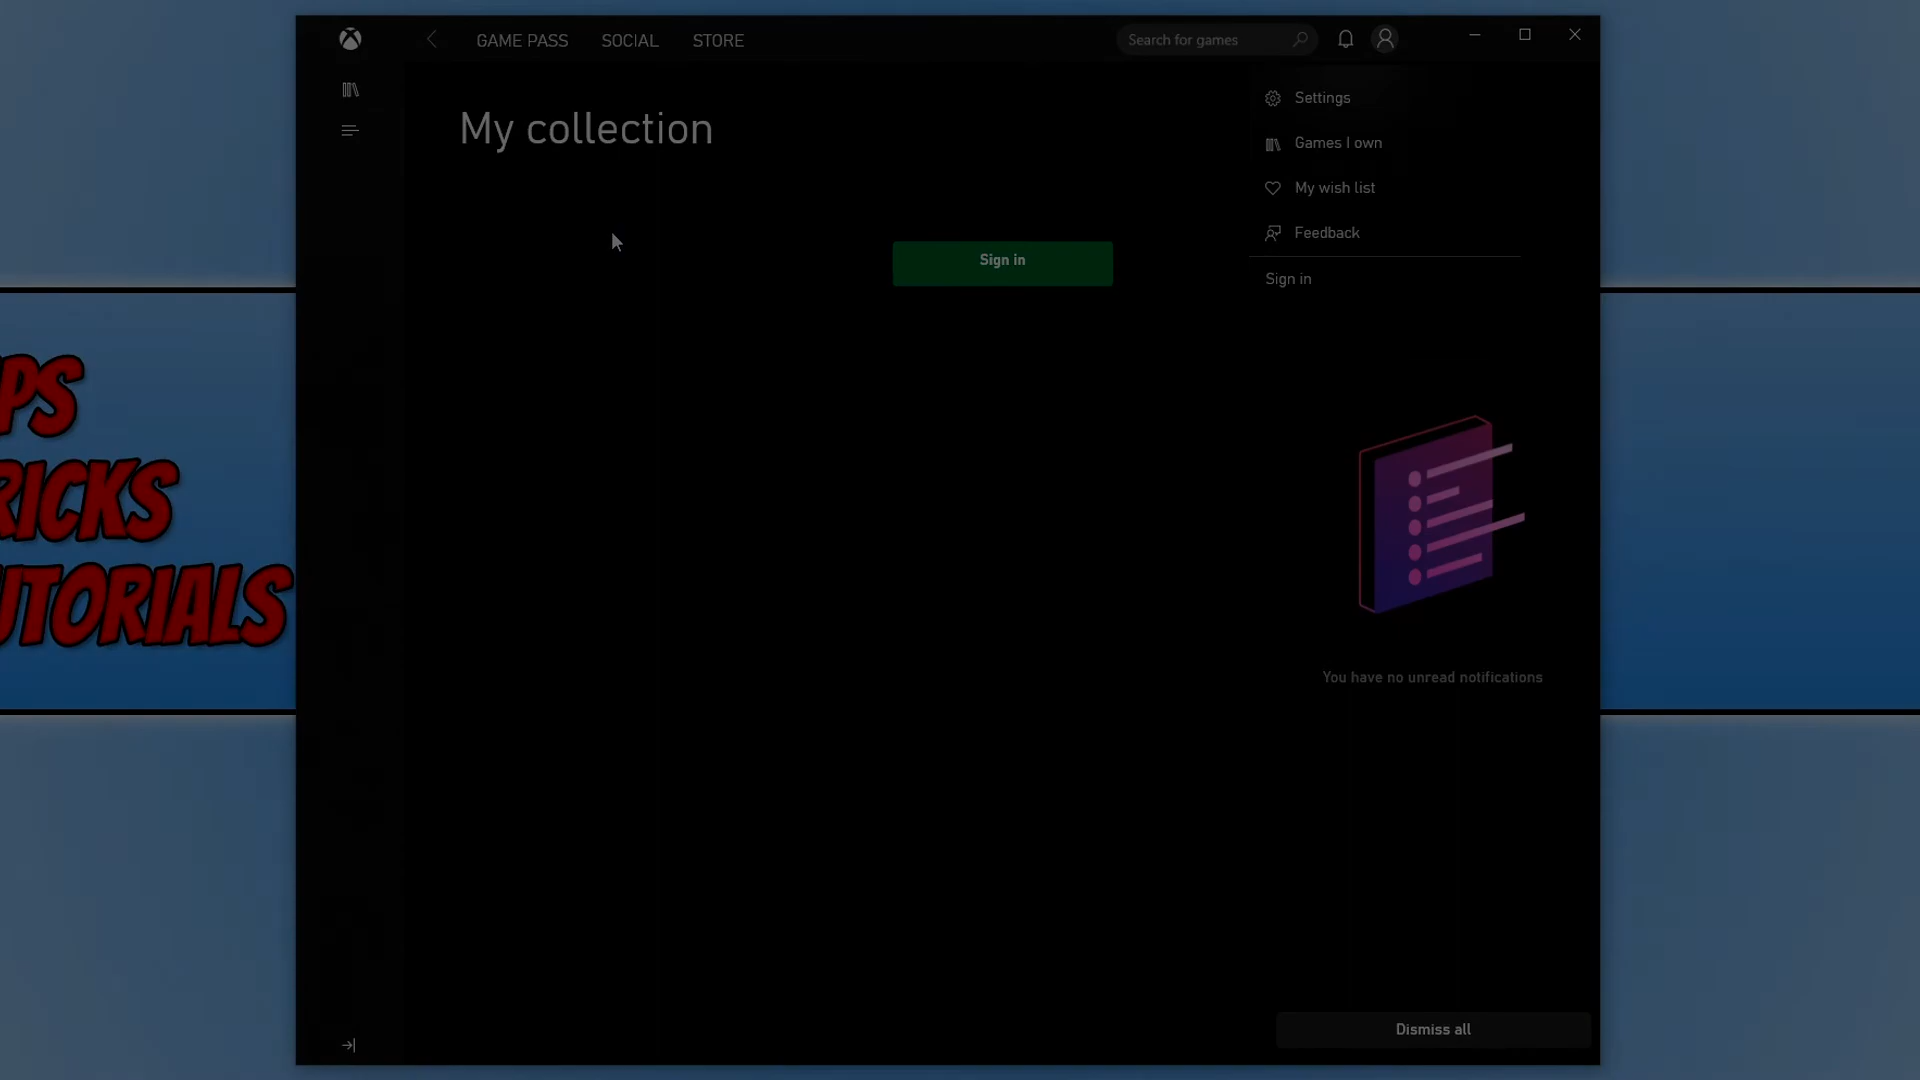 GAME PASS SOCIAL STORE
Search for games
My collection
Settings
Games I own
My wish list
Feedback
Sign in
Sign in
PS
RICKS
UTORIALS
You have no unread notifications
Dismiss all